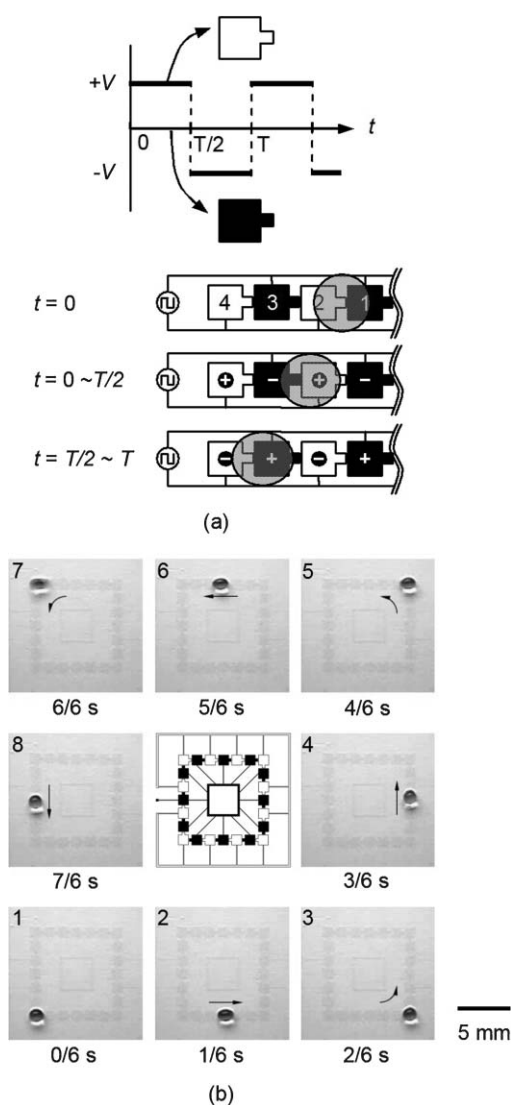 +V
0
T/2
T
t
-V
t = 0
4
3
2
1
t = 0 ~T/2
+
-
+
-
t = T/2 ~ T
-
+
-
+
(a)
7
6
5
6/6 s
5/6 s
4/6 s
8
4
7/6 s
3/6 s
1
2
3
0/6 s
1/6 s
2/6 s
5 mm
(b)